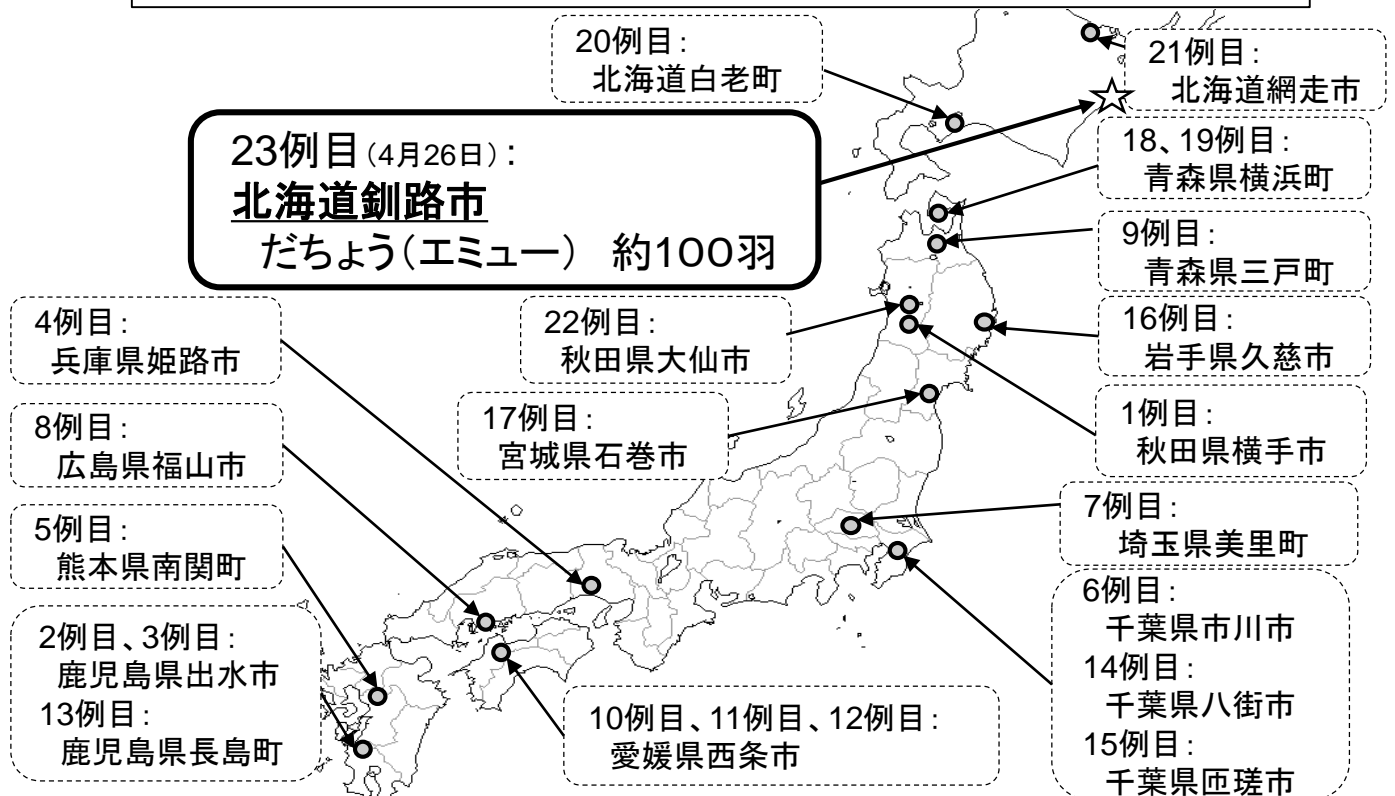 20例目：
北海道白老町
21例目：
北海道網走市
23例目（4月26日）：
北海道釧路市
だちょう（エミュー）　約100羽
18、19例目：
青森県横浜町
9例目：
青森県三戸町
4例目：
兵庫県姫路市
22例目：
秋田県大仙市
16例目：
岩手県久慈市
8例目：
広島県福山市
17例目：
宮城県石巻市
1例目：
秋田県横手市
5例目：
熊本県南関町
7例目：
埼玉県美里町
2例目、3例目：
鹿児島県出水市
13例目：
鹿児島県長島町
10例目、11例目、12例目：
愛媛県西条市
6例目：
千葉県市川市
14例目：
千葉県八街市
15例目：
千葉県匝瑳市